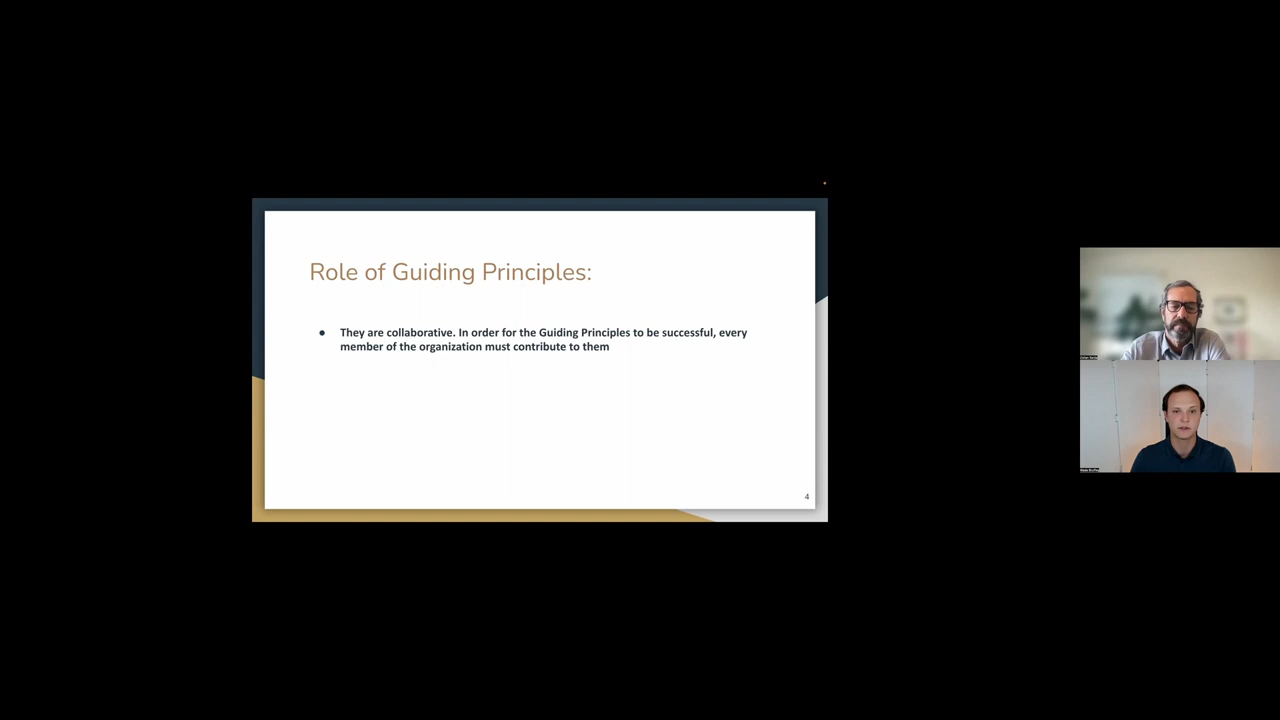 Role of Guiding Principles:
● They are collaborative. In order for the Guiding Principles to be successful, every
member of the organization must contribute to them
4